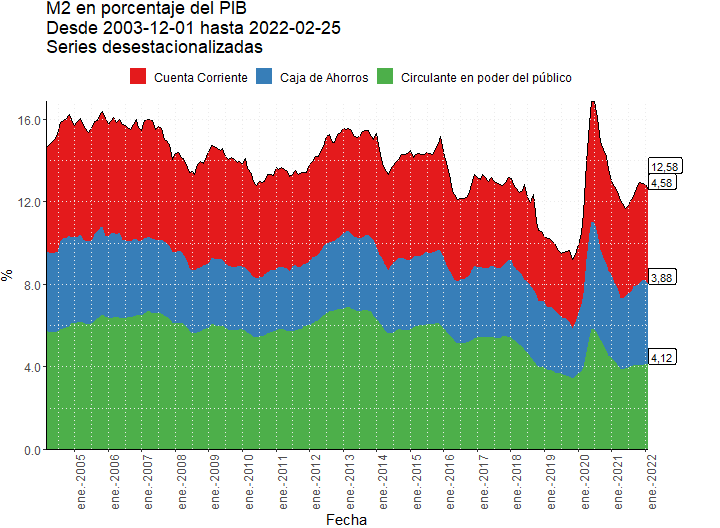 M2 en porcentaje del PIB
Desde 2003-12-01 hasta 2022-02-25
Series desestacionalizadas
Cuenta Corriente Caja de Ahorros Circulante en poder del público
16.0
12.0
8.0
4.0
0.0
%
12,58
4,58
3,88
4,12
ene.-2005
ene.-2006
ene.-2007
ene.-2008
ene.-2009
ene.-2010
ene.-2011
ene.-2012
ene.-2013
ene.-2014
ene.-2015
ene.-2016
ene.-2017
ene.-2018
ene.-2019
ene.-2020
ene.-2021
ene.-2022
Fecha